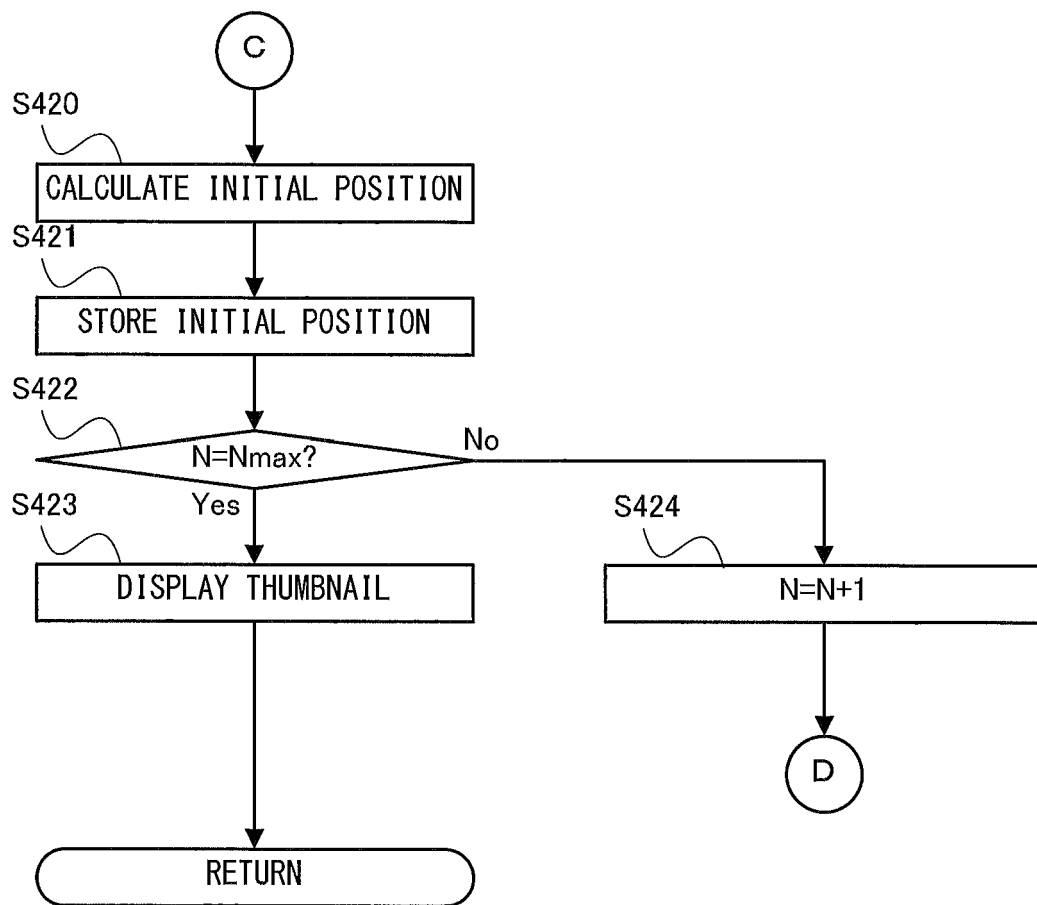 C
S420
CALCULATE INITIAL POSITION
S421
STORE INITIAL POSITION
S422
N=Nmax?
No
Yes
S423
DISPLAY THUMBNAIL
S424
N=N+1
D
RETURN